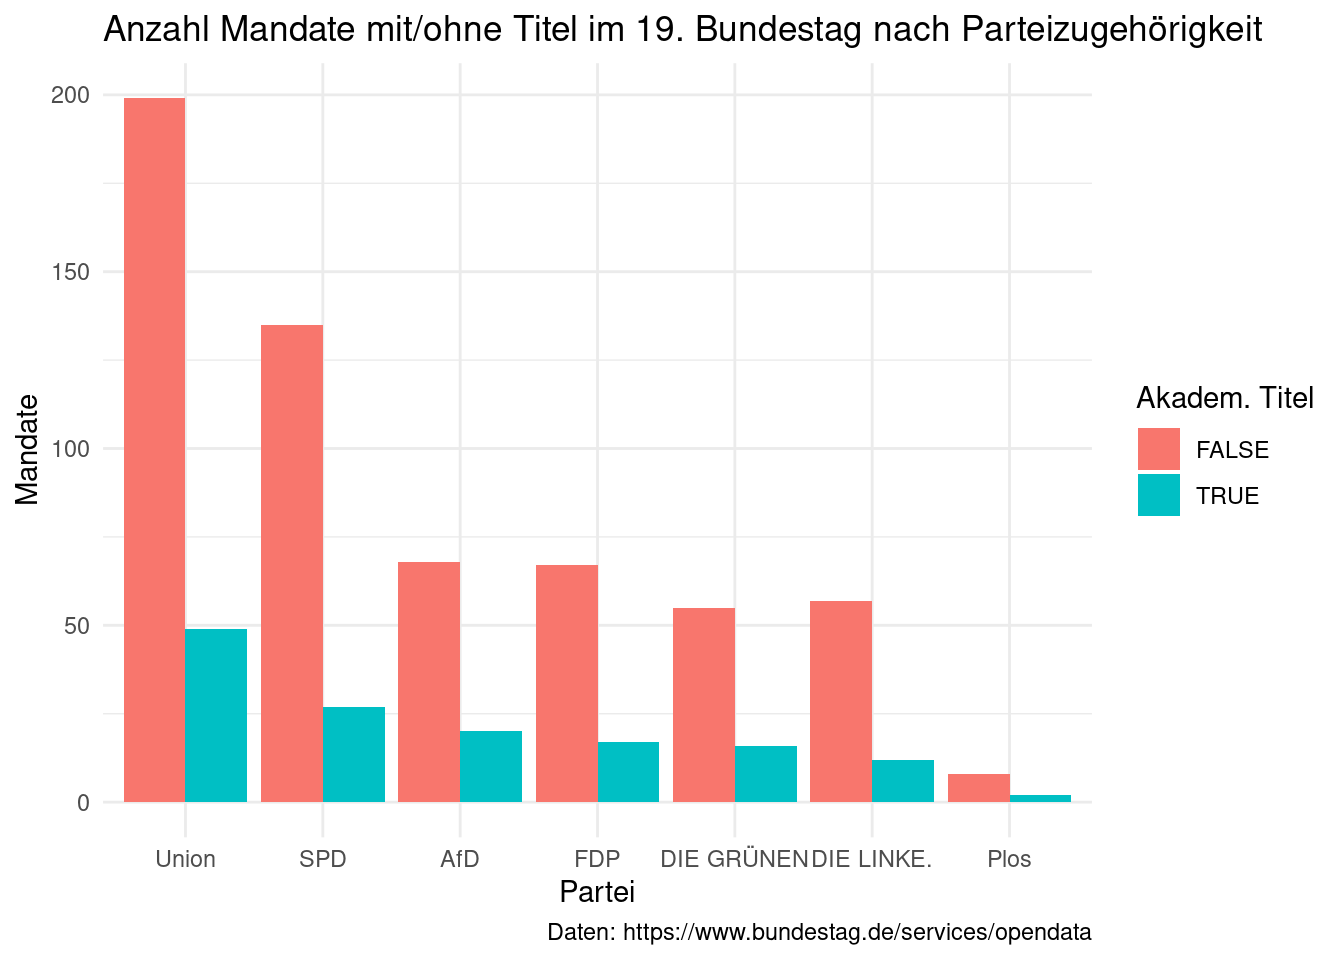 Anzahl Mandate mit/ohne Titel im 19. Bundestag nach Parteizugehörigkeit
200
150
100
50
0
Mandate
Union SPD AfD FDP DIE GRÜNEN DIE LINKE. Plos
Partei
Akadem. Titel
FALSE
TRUE
Daten: https://www.bundestag.de/services/opendata